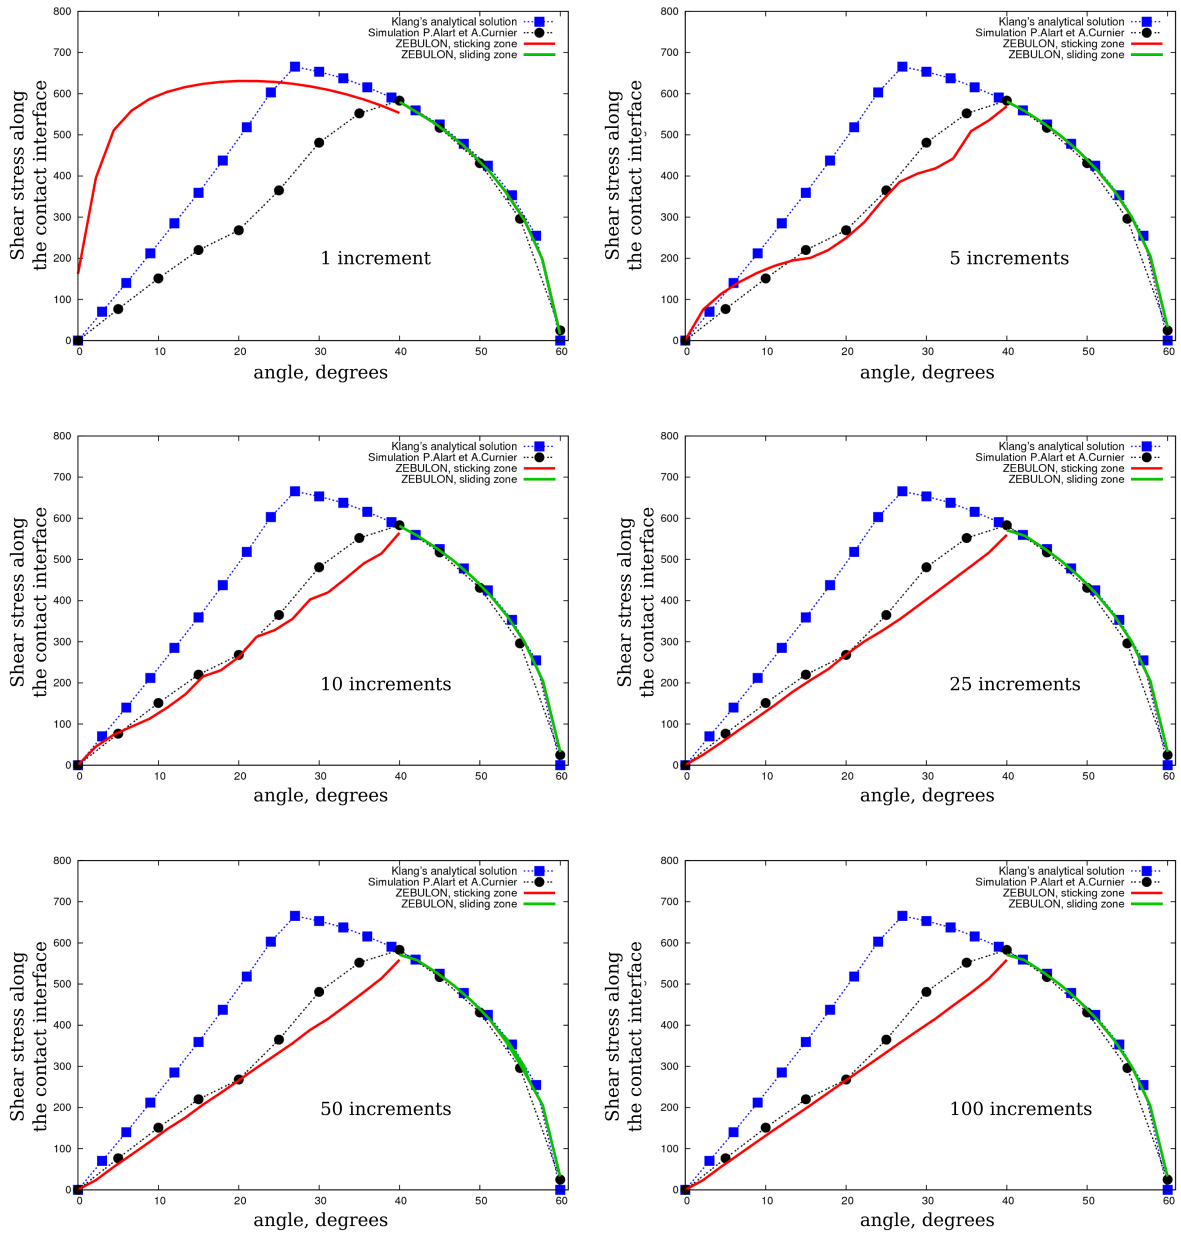 800
700
600
500
400
300
200
100
0
Shear stress along
the contact interface
Klang's analytical solution
Simulation P.Alart et A.Curnier
ZEBULON, sticking zone
ZEBULON, sliding zone
1 increment
0 10 20 30 40 50 60
angle, degrees
800
700
600
500
400
300
200
100
0
Shear stress along
the contact interface
Klang's analytical solution
Simulation P.Alart et A.Curnier
ZEBULON, sticking zone
ZEBULON, sliding zone
5 increments
0 10 20 30 40 50 60
angle, degrees
800
700
600
500
400
300
200
100
0
Shear stress along
the contact interface
Klang's analytical solution
Simulation P.Alart et A.Curnier
ZEBULON, sticking zone
ZEBULON, sliding zone
10 increments
0 10 20 30 40 50 60
angle, degrees
800
700
600
500
400
300
200
100
0
Shear stress along
the contact interface
Klang's analytical solution
Simulation P.Alart et A.Curnier
ZEBULON, sticking zone
ZEBULON, sliding zone
25 increments
0 10 20 30 40 50 60
angle, degrees
800
700
600
500
400
300
200
100
0
Shear stress along
the contact interface
Klang's analytical solution
Simulation P.Alart et A.Curnier
ZEBULON, sticking zone
ZEBULON, sliding zone
50 increments
0 10 20 30 40 50 60
angle, degrees
800
700
600
500
400
300
200
100
0
Shear stress along
the contact interface
Klang's analytical solution
Simulation P.Alart et A.Curnier
ZEBULON, sticking zone
ZEBULON, sliding zone
100 increments
0 10 20 30 40 50 60
angle, degrees